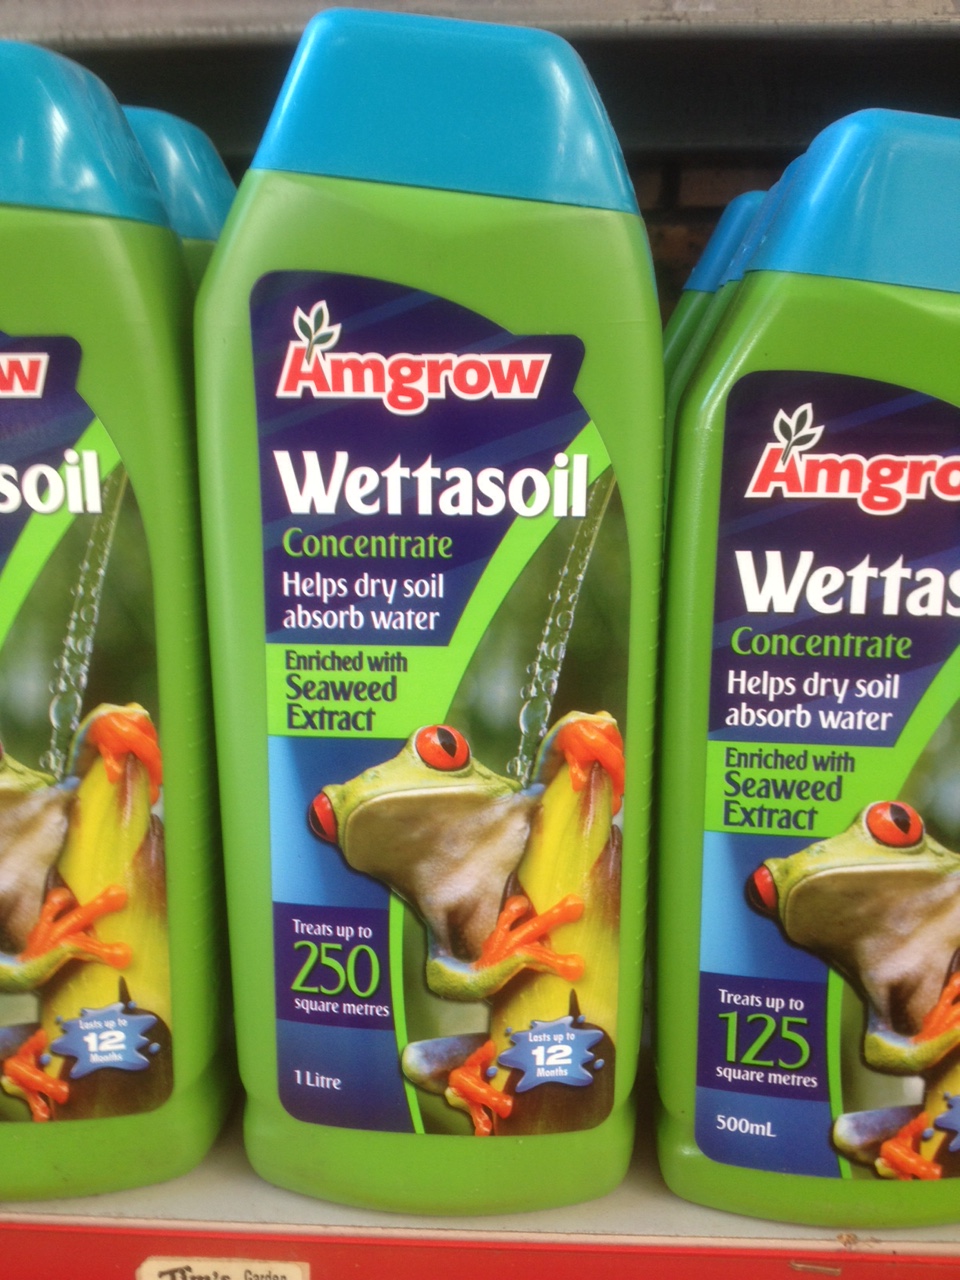 w
soil
Lasts up to
12
Months
Amgrow
Wettasoil
Concentrate
Helps dry soil
absorb water
Enriched with
Seaweed
Extract
Treats up to
250
square metres
1 Litre
Lasts up to
12
Months
Amgro
Wettas
Concentrate
Helps dry soil
absorb water
Enriched with
Seaweed
Extract
Treats up to
125
square metres
500mL
Tim's Garden